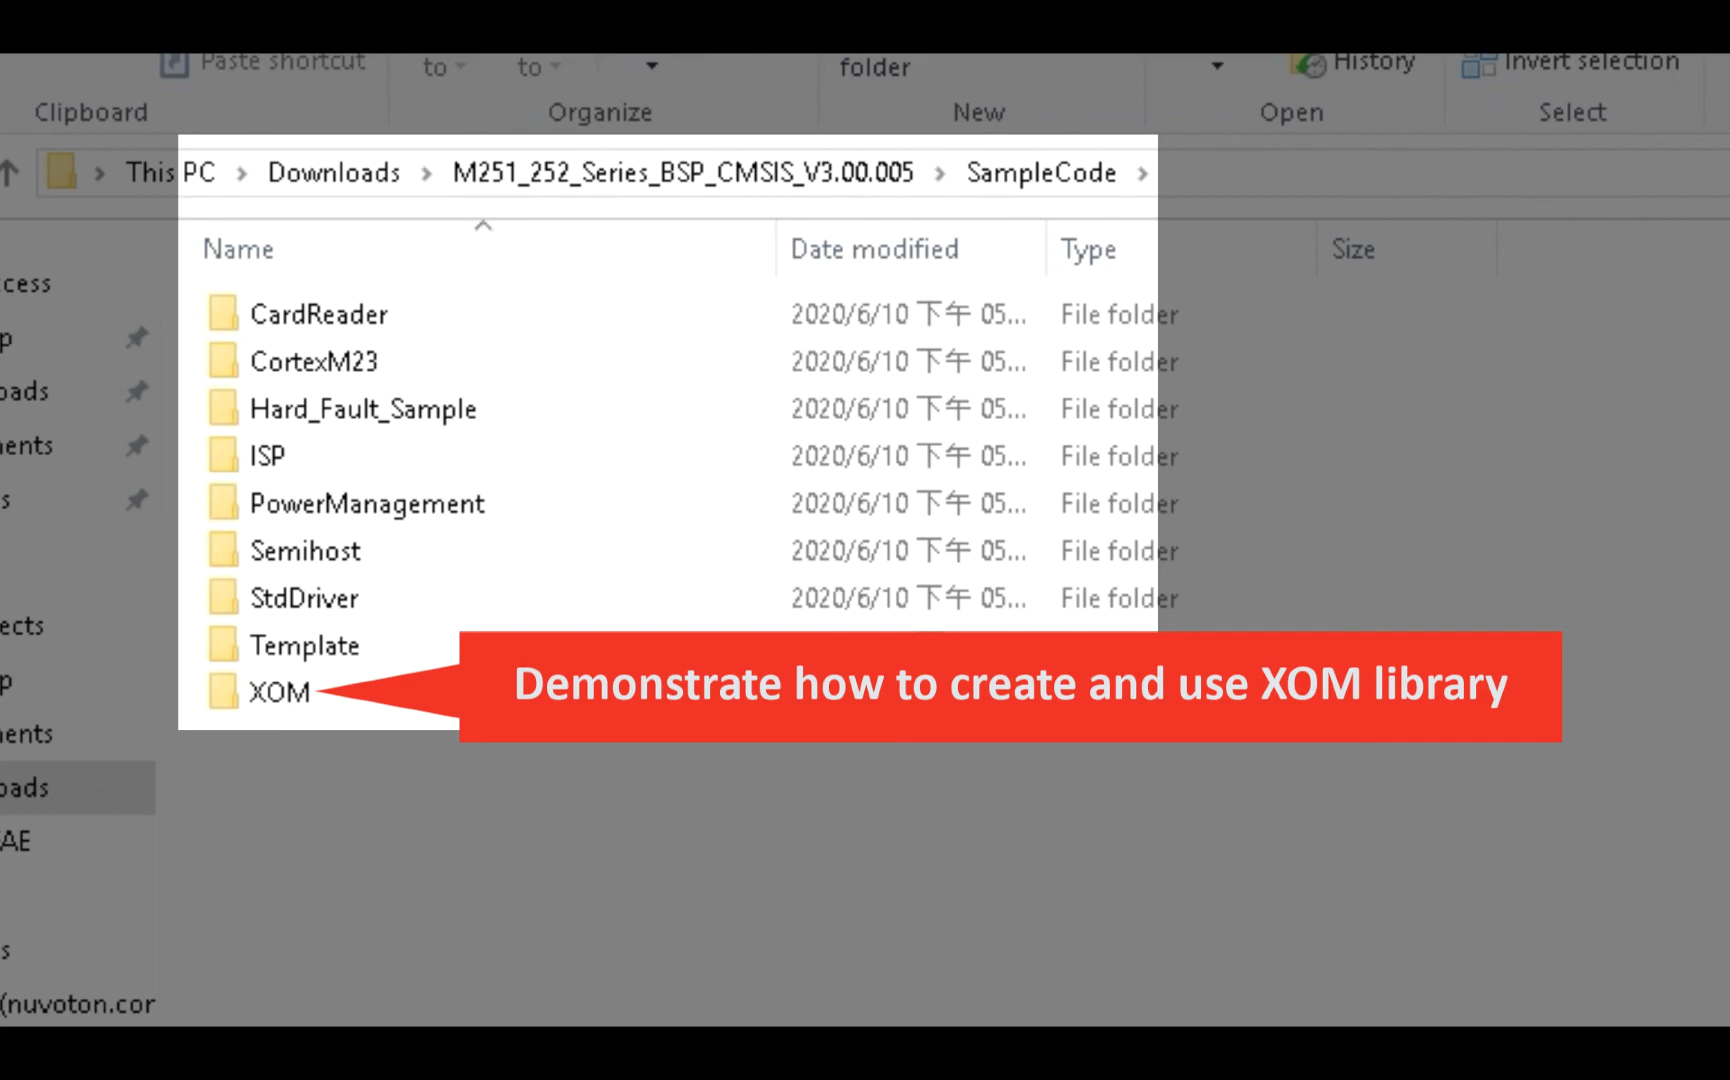 Paste shortcut
to
to
folder
History
Invert selection
Clipboard
Organize
New
Open
Select
This PC > Downloads > M251_252_Series_BSP_CMSIS_V3.00.005 > SampleCode >
Name
Date modified
Type
Size
CardReader 2020/6/10 下午 05... File folder
CortexM23 2020/6/10 下午 05... File folder
Hard_Fault_Sample 2020/6/10 下午 05... File folder
ISP 2020/6/10 下午 05... File folder
PowerManagement 2020/6/10 下午 05... File folder
Semihost 2020/6/10 下午 05... File folder
StdDriver 2020/6/10 下午 05... File folder
Template
XOM
Demonstrate how to create and use XOM library
cess
p
oads
ents
s
ects
p
ents
oads
AE
s
(nuvoton.cor